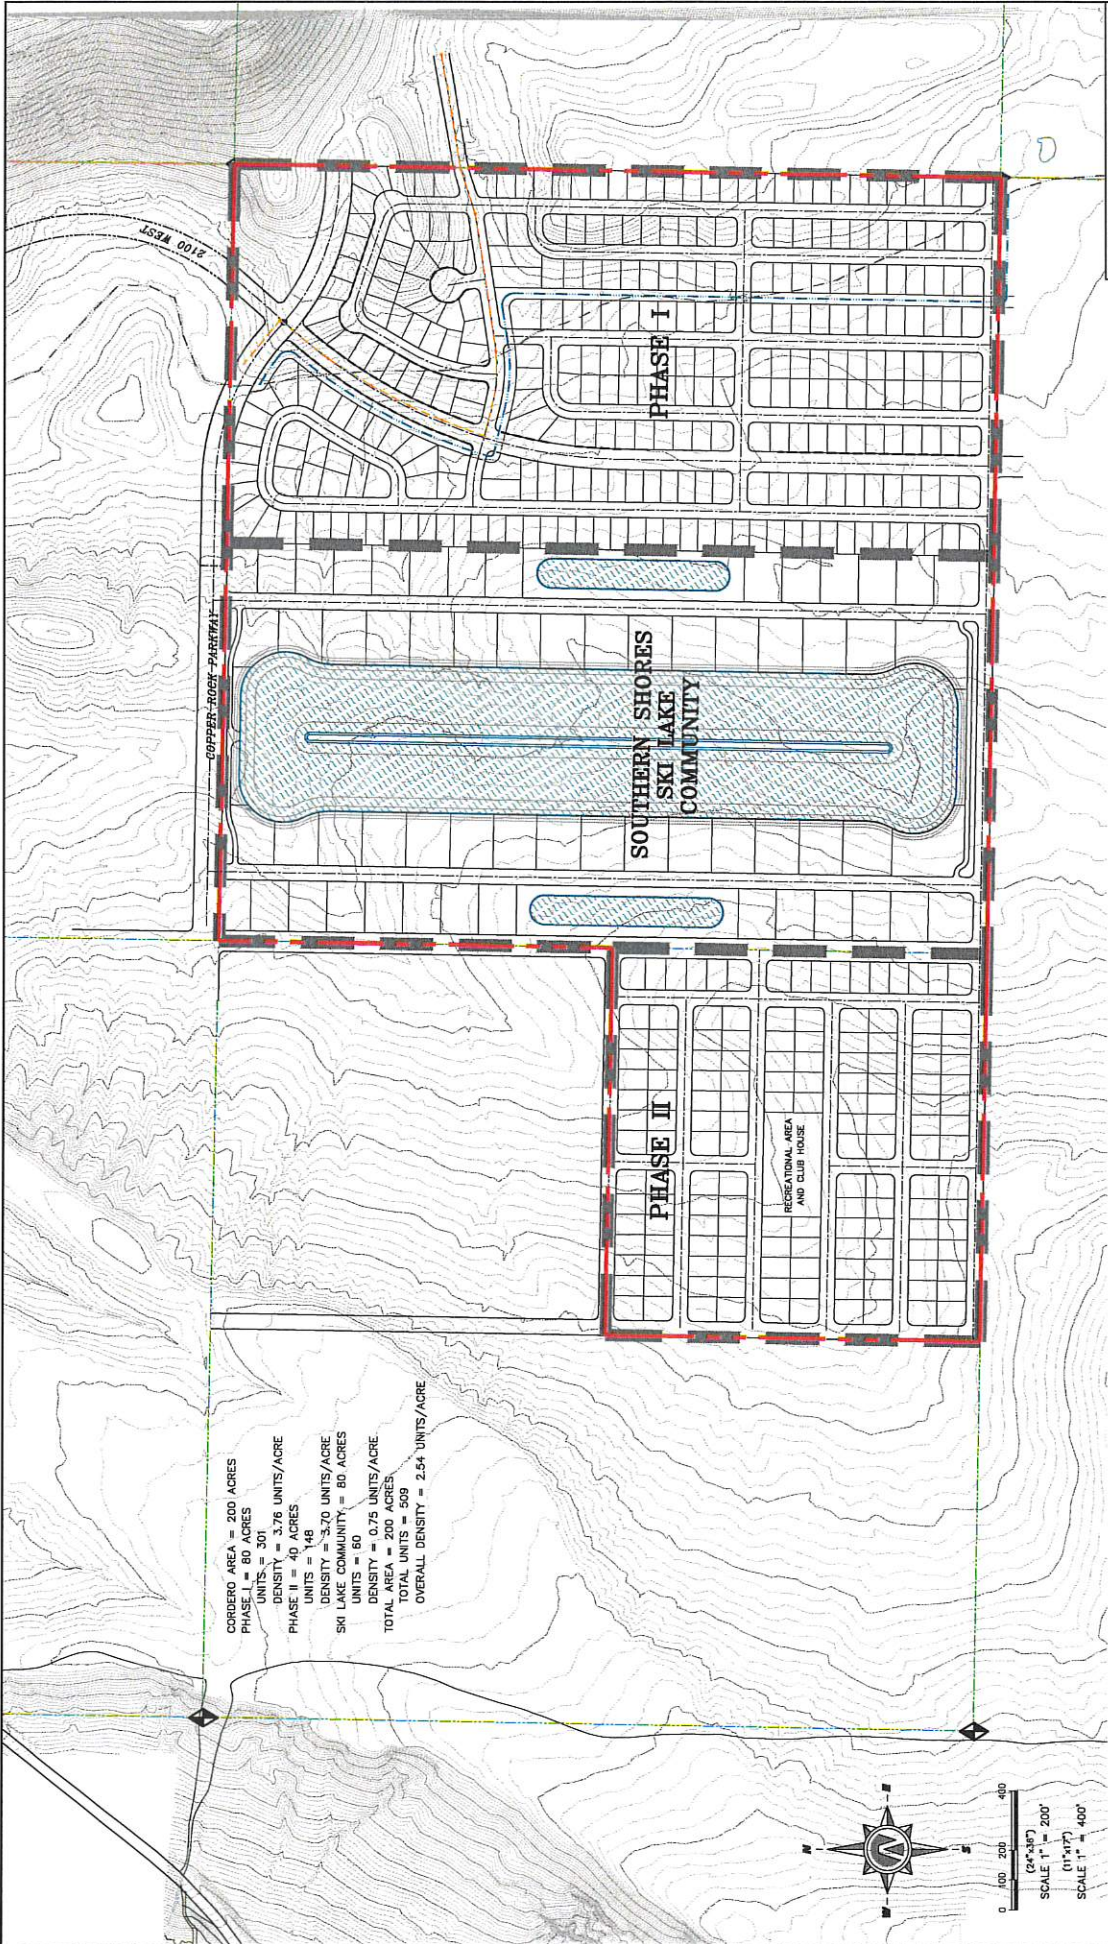 2100 WEST
COPPER ROCK PARKWAY
PHASE I
SOUTHERN SHORES
SKI LAKE
COMMUNITY
PHASE II
RECREATIONAL AREA
AND CLUB HOUSE
CORDERO AREA = 200 ACRES
PHASE I = 80 ACRES
UNITS = 301
DENSITY = 3.76 UNITS/ACRE
PHASE II = 40 ACRES
UNITS = 148
DENSITY = 3.70 UNITS/ACRE
SKI LAKE COMMUNITY = 80 ACRES
UNITS = 60
DENSITY = 0.75 UNITS/ACRE
TOTAL AREA = 200 ACRES
TOTAL UNITS = 509
OVERALL DENSITY = 2.54 UNITS/ACRE
N
W
E
S
0 100 200 400
(24"x36")
SCALE 1" = 200'
(11"x17")
SCALE 1" = 400'